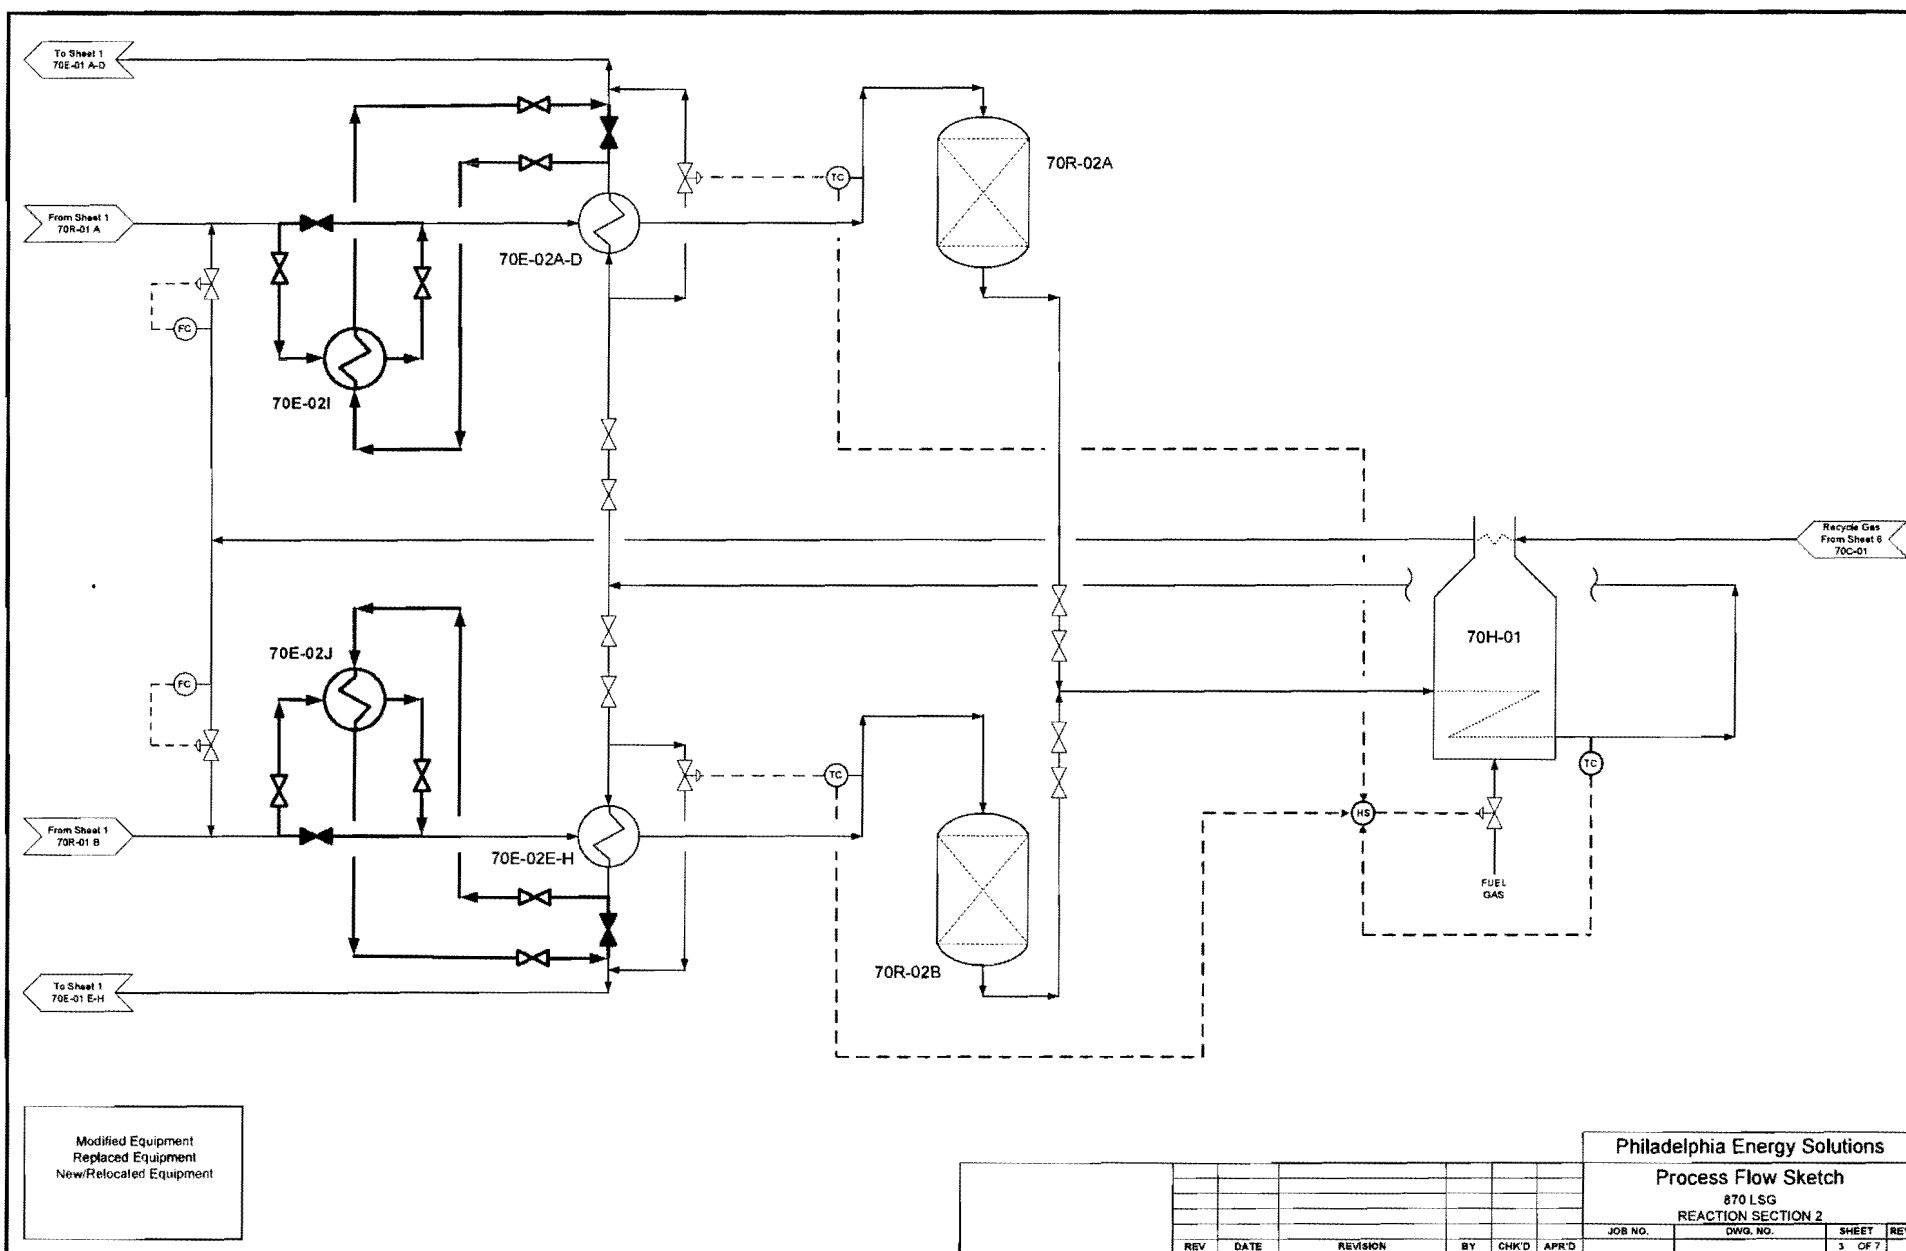 To Sheet 1
70E-01 A-D
70R-02A
TC
From Sheet 1
70R-01 A
70E-02A-D
FC
70E-02I
Recycle Gas
From Sheet 6
70C-01
70H-01
70E-02J
FC
TC
TC
HS
From Sheet 1
70R-01 B
70E-02E-H
FUEL
GAS
70R-02B
To Sheet 1
70E-01 E-H
Modified Equipment
Replaced Equipment
New/Relocated Equipment
Philadelphia Energy Solutions
Process Flow Sketch
870 LSG
REACTION SECTION 2
JOB NO. DWG. NO. SHEET REV
3 OF 7
REV DATE REVISION BY CHK'D APR'D